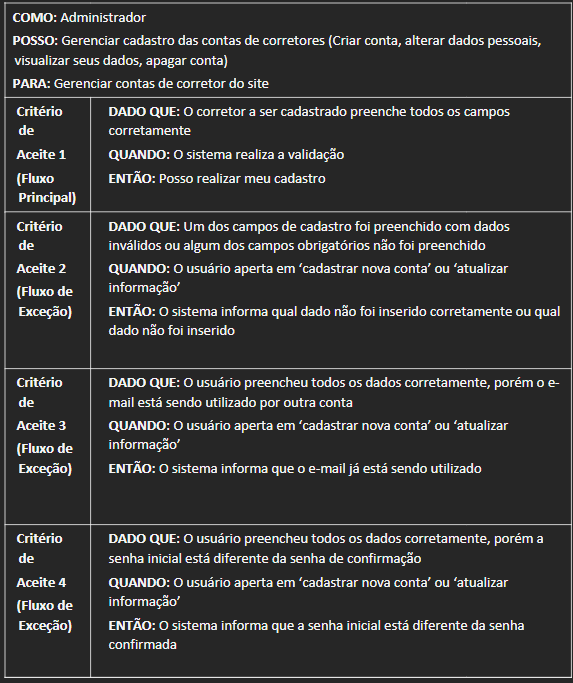 COMO: Administrador
POSSO: Gerenciar cadastro das contas de corretores (Criar conta, alterar dados pessoais,
visualizar seus dados, apagar conta)
PARA: Gerenciar contas de corretor do site
Critério
de
Aceite 1
(Fluxo
Principal)
DADO QUE: O corretor a ser cadastrado preenche todos os campos
corretamente
QUANDO: O sistema realiza a validação
ENTÃO: Posso realizar meu cadastro
Critério
de
Aceite 2
(Fluxo de
Exceção)
DADO QUE: Um dos campos de cadastro foi preenchido com dados
inválidos ou algum dos campos obrigatórios não foi preenchido
QUANDO: O usuário aperta em ‘cadastrar nova conta’ ou ‘atualizar
informação’
ENTÃO: O sistema informa qual dado não foi inserido corretamente ou qual
dado não foi inserido
Critério
de
Aceite 3
(Fluxo de
Exceção)
DADO QUE: O usuário preencheu todos os dados corretamente, porém o e-
mail está sendo utilizado por outra conta
QUANDO: O usuário aperta em ‘cadastrar nova conta’ ou ‘atualizar
informação’
ENTÃO: O sistema informa que o e-mail já está sendo utilizado
Critério
de
Aceite 4
(Fluxo de
Exceção)
DADO QUE: O usuário preencheu todos os dados corretamente, porém a
senha inicial está diferente da senha de confirmação
QUANDO: O usuário aperta em ‘cadastrar nova conta’ ou ‘atualizar
informação’
ENTÃO: O sistema informa que a senha inicial está diferente da senha
confirmada